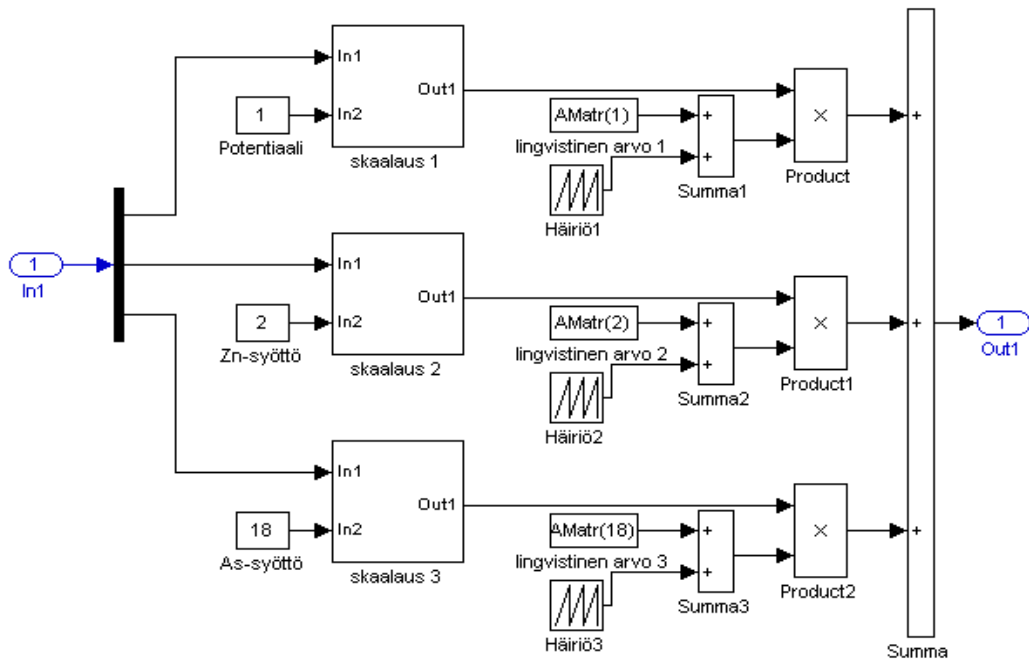 In1
Out1
In2
1
Potentiaali
skaalaus 1
AMatr(1)
lingvistinen arvo 1
Häiriö1
+
+
Summa1
×
Product
+
1
In1
In1
Out1
In2
2
Zn-syöttö
skaalaus 2
AMatr(2)
lingvistinen arvo 2
Häiriö2
+
+
Summa2
×
Product1
+
1
Out1
In1
Out1
In2
18
As-syöttö
skaalaus 3
AMatr(18)
lingvistinen arvo 3
Häiriö3
+
+
Summa3
×
Product2
+
Summa